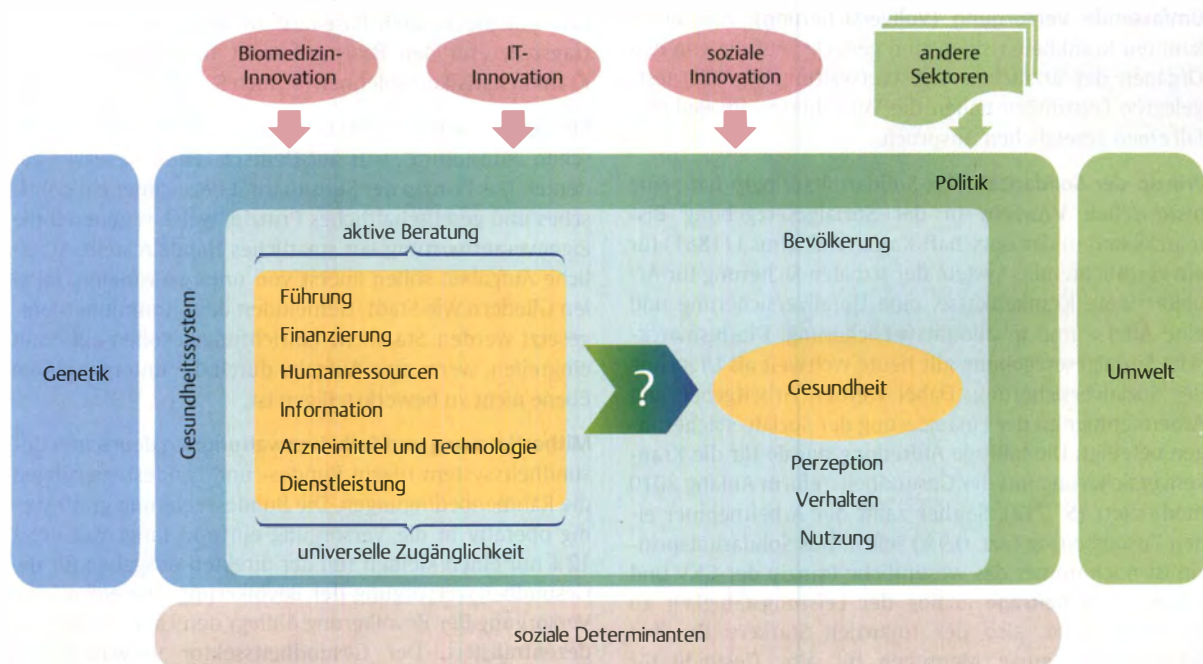 Biomedizin-
Innovation
IT-
Innovation
soziale
Innovation
andere
Sektoren
Politik
Genetik
Gesundheitssystem
aktive Beratung
Führung
Finanzierung
Humanressourcen
Information
Arzneimittel und Technologie
Dienstleistung
universelle Zugänglichkeit
?
Bevölkerung
Gesundheit
Perzeption
Verhalten
Nutzung
Umwelt
soziale Determinanten